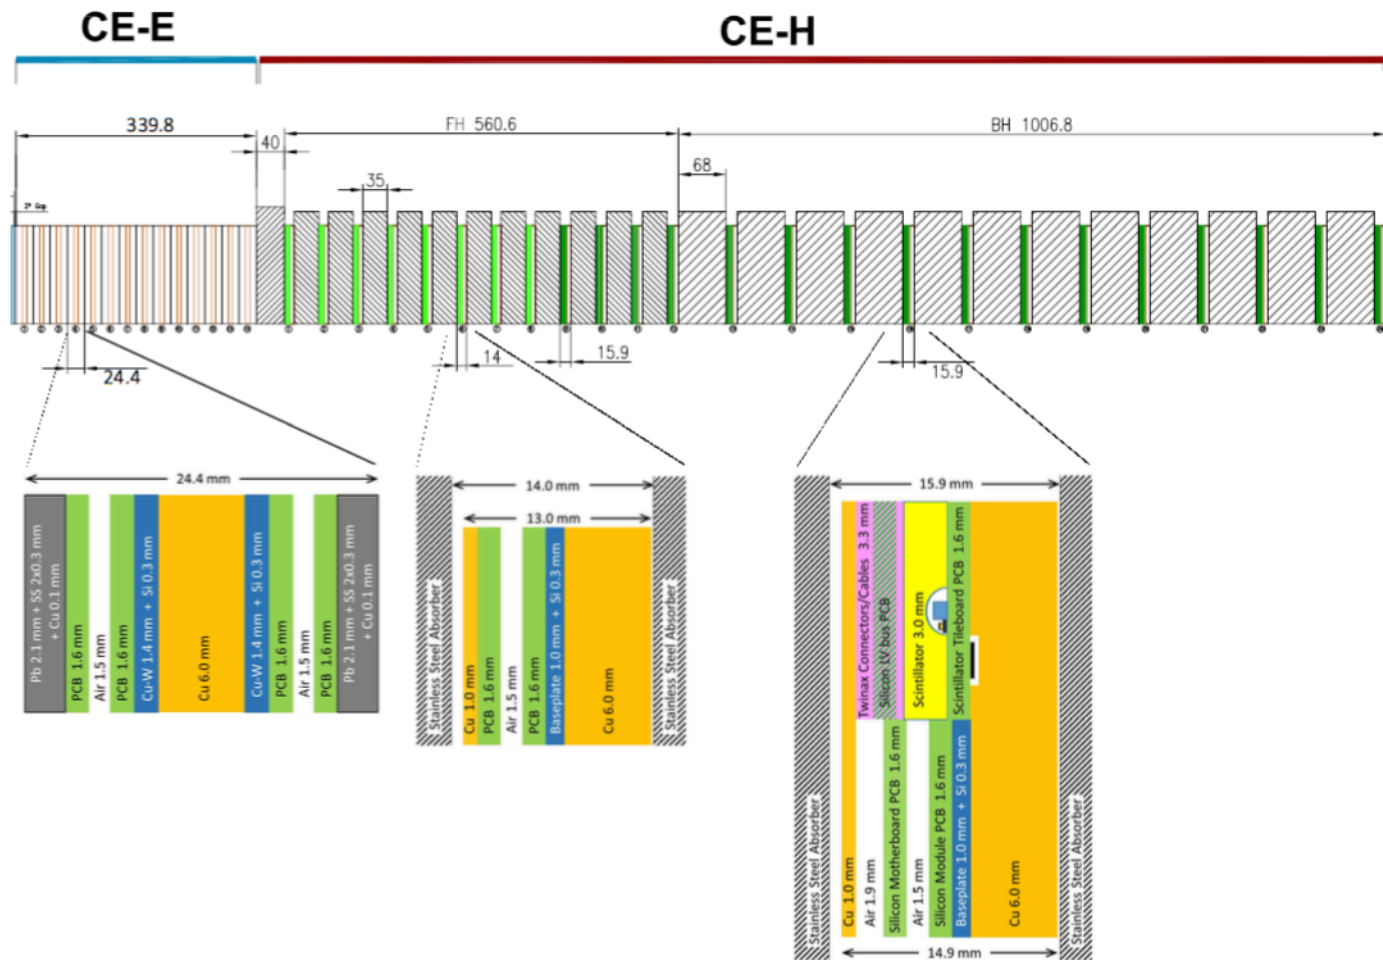 CE-E
CE-H
339.8
FH 560.6
BH 1006.8
40
68
35
14
15.9
15.9
24.4
24.4 mm
Pb 2.1 mm + SS 2x0.3 mm
+ Cu 0.1 mm
PCB 1.6 mm
Air 1.5 mm
PCB 1.6 mm
Cu-W 1.4 mm + Si 0.3 mm
Cu 6.0 mm
Cu-W 1.4 mm + Si 0.3 mm
PCB 1.6 mm
Air 1.5 mm
PCB 1.6 mm
Pb 2.1 mm + SS 2x0.3 mm
+ Cu 0.1 mm
14.0 mm
13.0 mm
Stainless Steel Absorber
Cu 1.0 mm
PCB 1.6 mm
Air 1.5 mm
PCB 1.6 mm
Baseplate 1.0 mm + Si 0.3 mm
Cu 6.0 mm
Stainless Steel Absorber
15.9 mm
Stainless Steel Absorber
Twinax Connectors/Cables 3.3 mm
Silicon LV bus PCB
Scintillator 3.0 mm
Scintillator Tileboard PCB 1.6 mm
Cu 1.0 mm
Air 1.9 mm
Silicon Motherboard PCB 1.6 mm
Air 1.5 mm
Silicon Module PCB 1.6 mm
Baseplate 1.0 mm + Si 0.3 mm
Cu 6.0 mm
Stainless Steel Absorber
14.9 mm